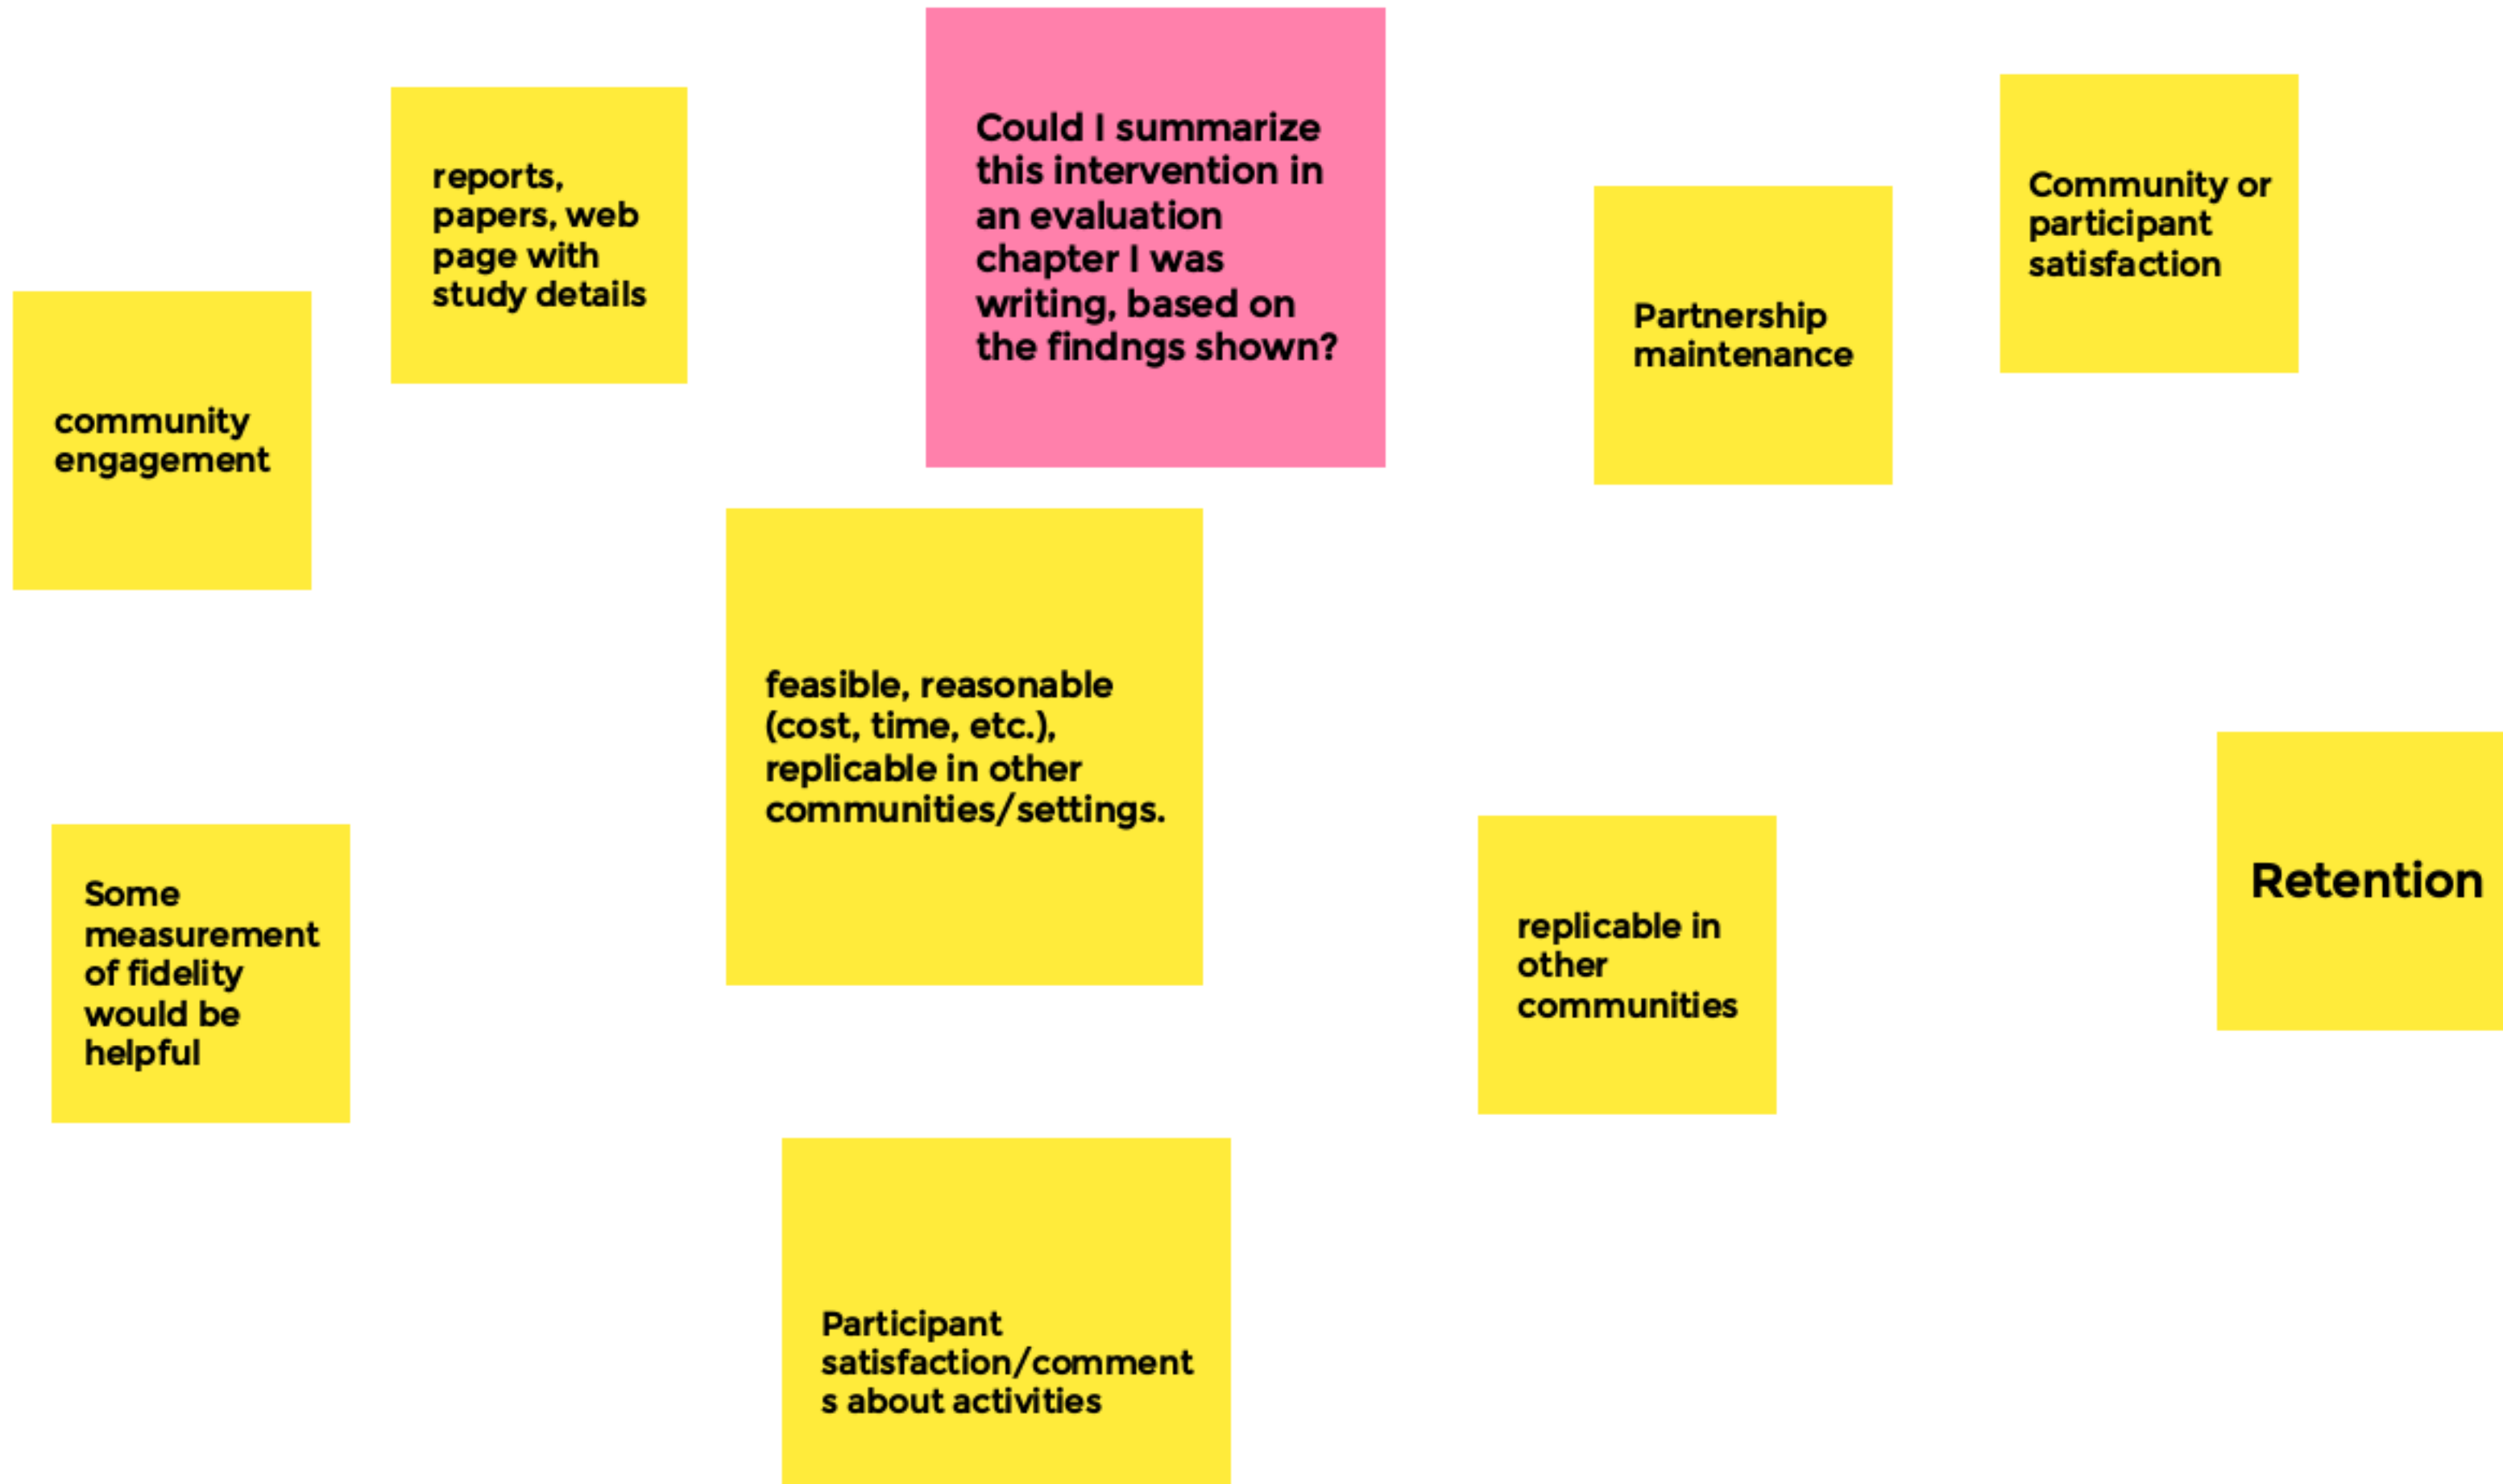 reports,
papers, web
page with
study details
Could I summarize
this intervention in
an evaluation
chapter I was
writing, based on
the findngs shown?
Community or
participant
satisfaction
Partnership
maintenance
community
engagement
feasible, reasonable
(cost, time, etc.),
replicable in other
communities/settings.
Retention
Some
measurement
of fidelity
would be
helpful
replicable in
other
communities
Participant
satisfaction/comment
s about activities